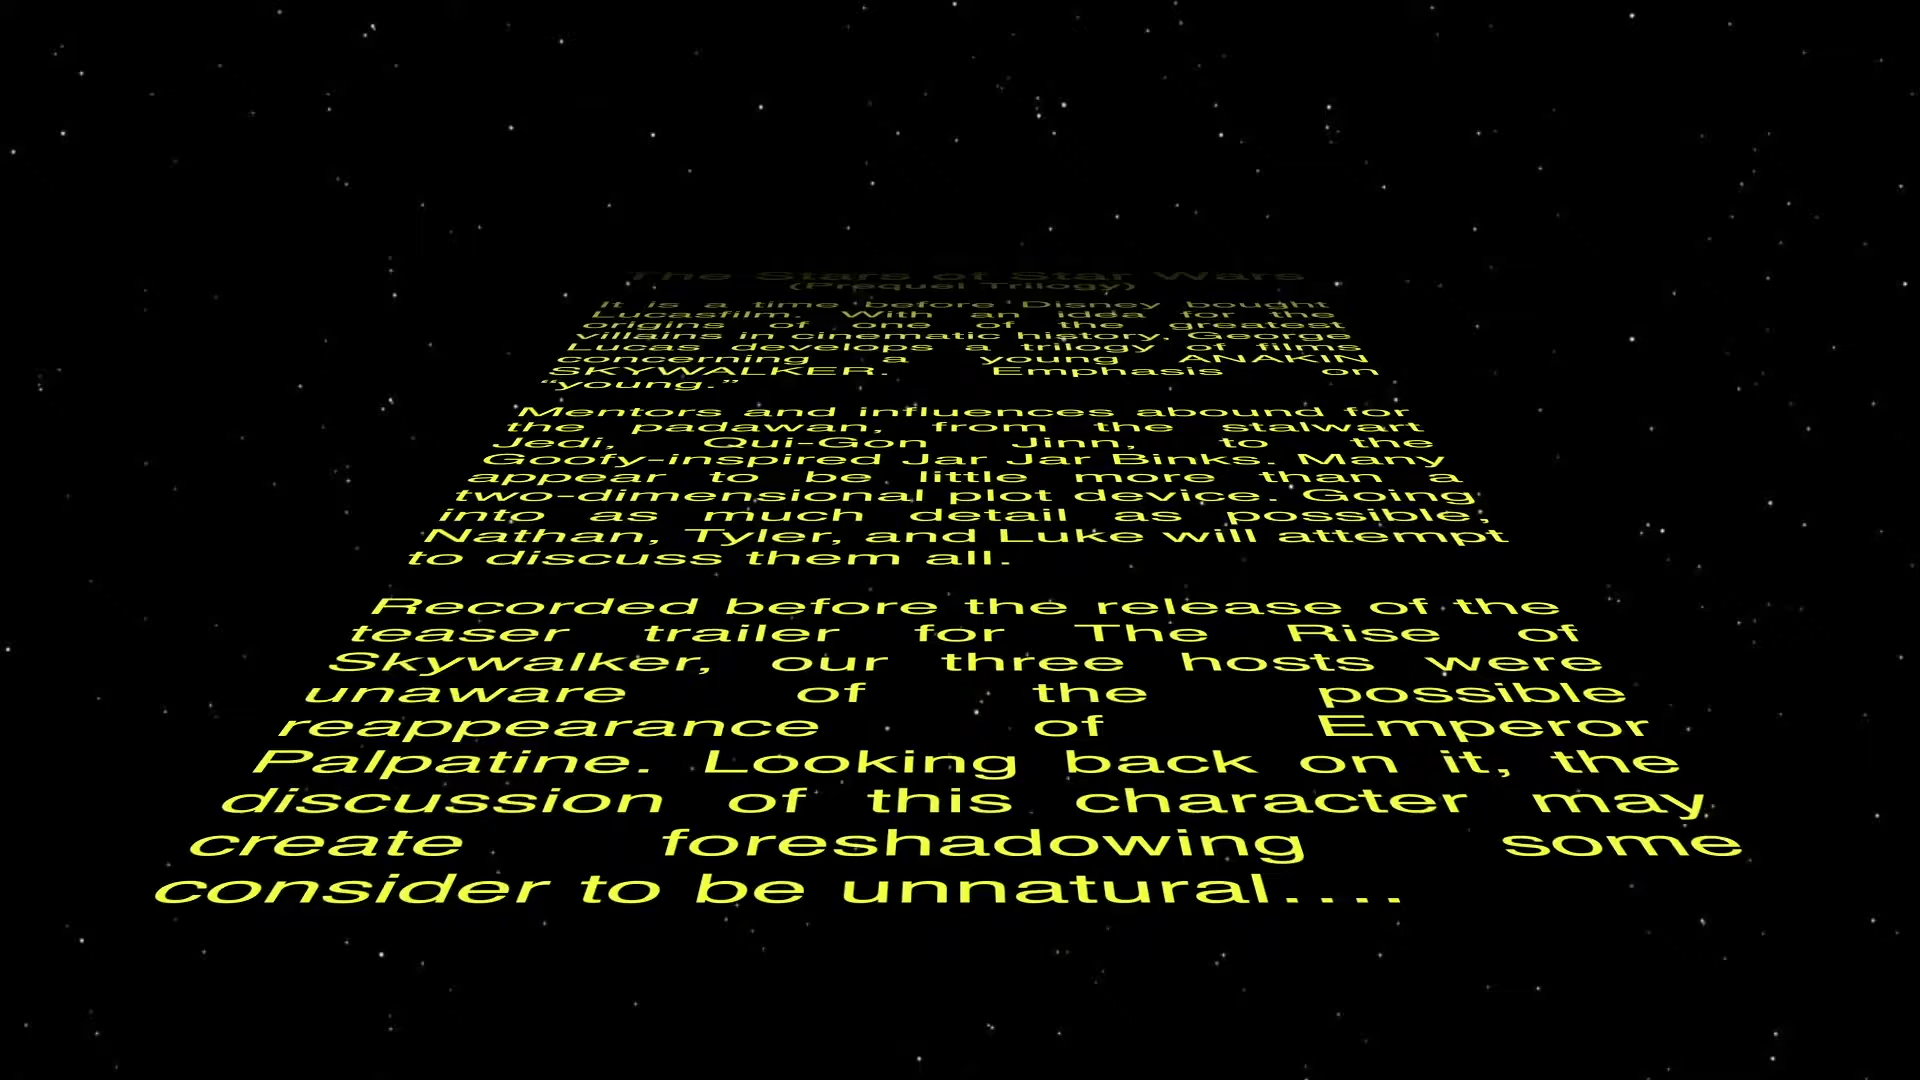 The Stars of Star Wars
(Prequel Trilogy)
It is a time before Disney bought
Lucasfilm. With an idea for the
origins of one of the greatest
villains in cinematic history, George
Lucas develops a trilogy of films
concerning a young ANAKIN
SKYWALKER. Emphasis on
“young.”
Mentors and influences abound for
the padawan, from the stalwart
Jedi, Qui-Gon Jinn, to the
Goofy-inspired Jar Jar Binks. Many
appear to be little more than a
two-dimensional plot device. Going
into as much detail as possible,
Nathan, Tyler, and Luke will attempt
to discuss them all.
Recorded before the release of the
teaser trailer for The Rise of
Skywalker, our three hosts were
unaware of the possible
reappearance of Emperor
Palpatine. Looking back on it, the
discussion of this character may
create foreshadowing some
consider to be unnatural....